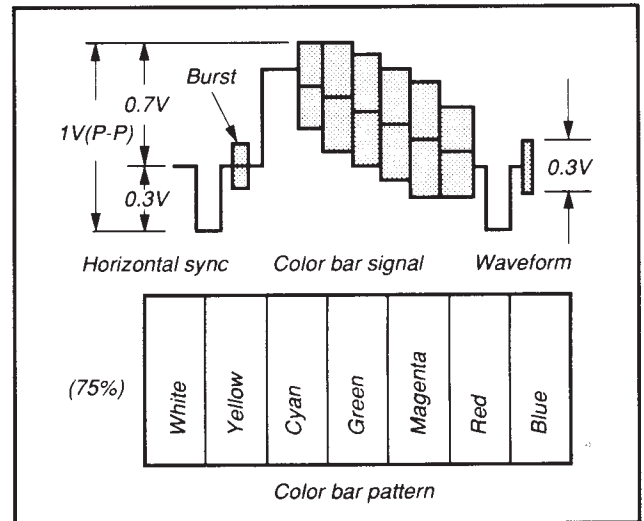 Burst
0.7V
1V(P-P)
0.3V
0.3V
Horizontal sync
Color bar signal
Waveform
(75%)
White
Yellow
Cyan
Green
Magenta
Red
Blue
Color bar pattern